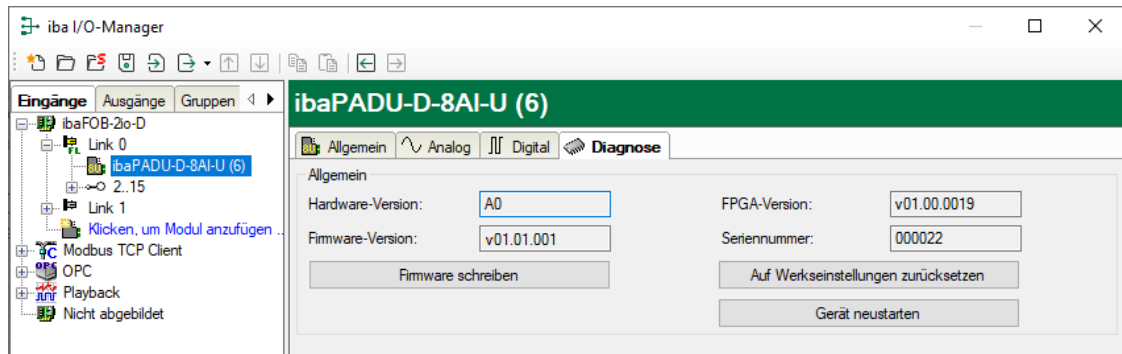 iba I/O-Manager
Eingänge Ausgänge Gruppen
ibaFOB-2io-D
Link 0
ibaPADU-D-8AI-U (6)
2..15
Link 1
Klicken, um Modul anzufügen ..
Modbus TCP Client
OPC
Playback
Nicht abgebildet
ibaPADU-D-8AI-U (6)
Allgemein Analog Digital Diagnose
Allgemein
Hardware-Version: A0 FPGA-Version: v01.00.0019
Firmware-Version: v01.01.001 Seriennummer: 000022
Firmware schreiben Auf Werkseinstellungen zurücksetzen
Gerät neustarten